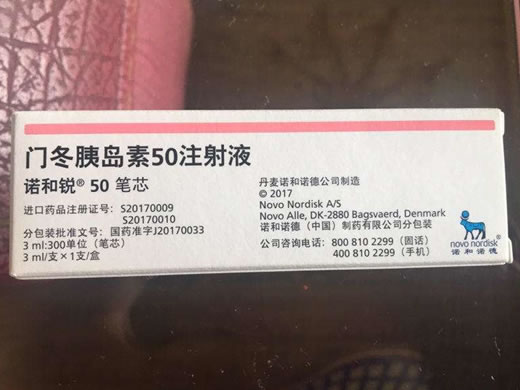 门冬胰岛素50注射液
诺和锐® 50 笔芯
进口药品注册证号：S20170009
S20170010
分包装批准文号：国药准字J20170033
3 ml:300单位（笔芯）
3 ml/支×1支/盒
丹麦诺和诺德公司制造
© 2017
Novo Nordisk A/S
Novo Alle, DK-2880 Bagsvaerd, Denmark
诺和诺德（中国）制药有限公司分包装
公司咨询电话：800 810 2299（固话）
400 810 2299（手机）
novo nordisk®
诺和诺德